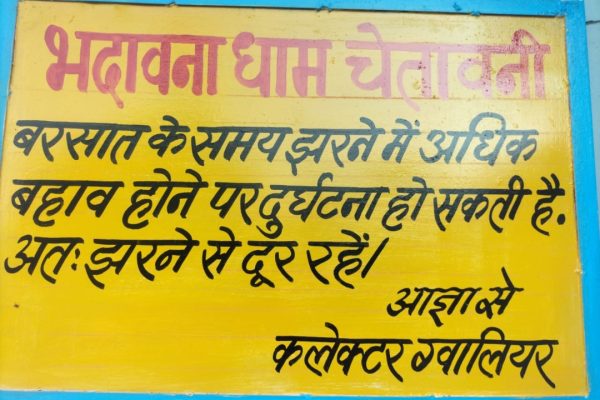 भदावना धाम चेतावनी
बरसात के समय झरने में अधिक
बहाव होने पर दुर्घटना हो सकती है.
अतः झरने से दूर रहें।
आज्ञा से
कलेक्टर ग्वालियर